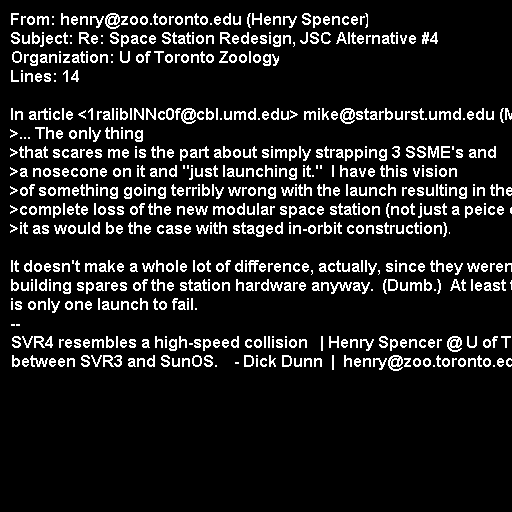 From: henry@zoo.toronto.edu (Henry Spencer)
Subject: Re: Space Station Redesign, JSC Alternative #4
Organization: U of Toronto Zoology
Lines: 14

In article <1ralibINNc0f@cbl.umd.edu> mike@starburst.umd.edu (M
>... The only thing
>that scares me is the part about simply strapping 3 SSME's and
>a nosecone on it and "just launching it."  I have this vision
>of something going terribly wrong with the launch resulting in the
>complete loss of the new modular space station (not just a peice o
>it as would be the case with staged in-orbit construction).

It doesn't make a whole lot of difference, actually, since they weren
building spares of the station hardware anyway.  (Dumb.)  At least t
is only one launch to fail.
--
SVR4 resembles a high-speed collision   | Henry Spencer @ U of T
between SVR3 and SunOS.    - Dick Dunn  |  henry@zoo.toronto.ed